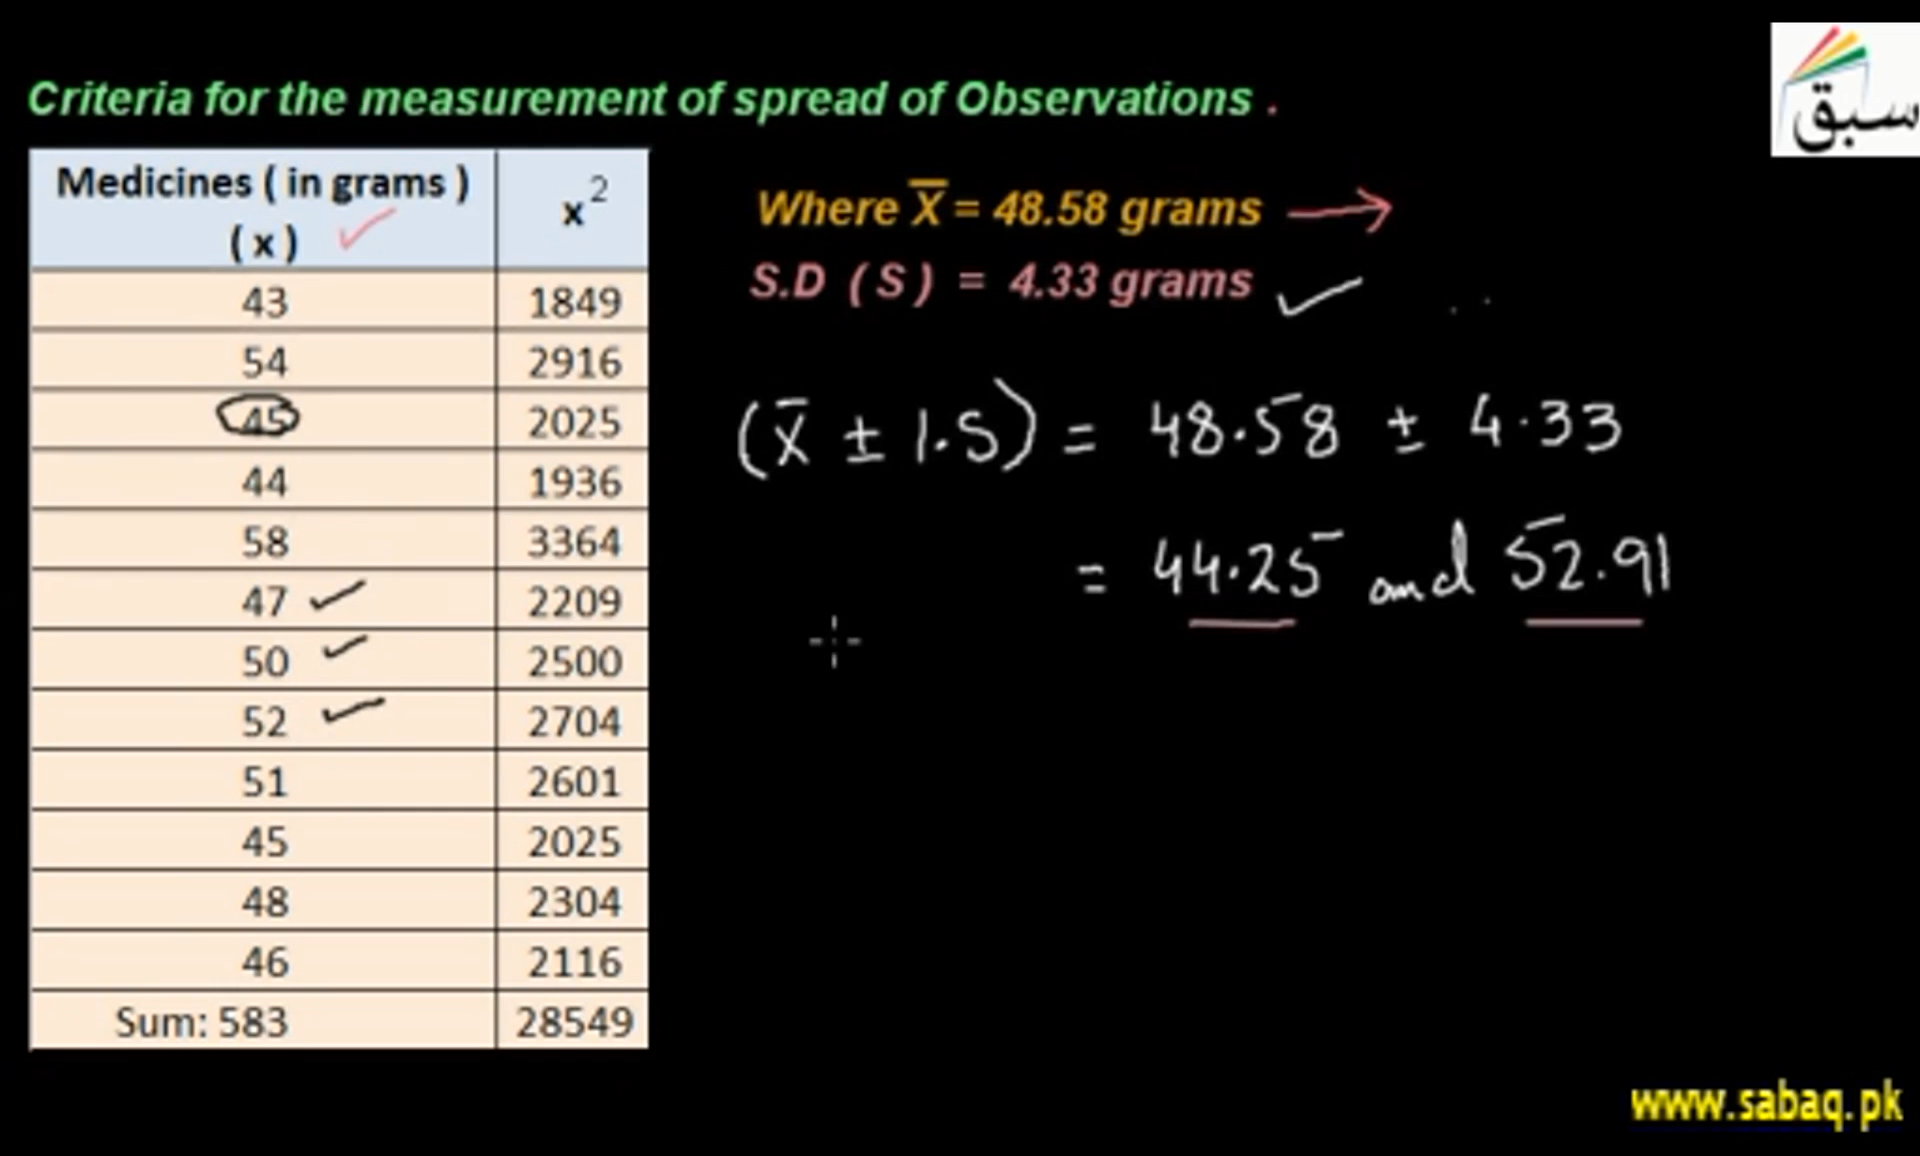 سبق
Criteria for the measurement of spread of Observations .
Medicines ( in grams ) ( x ) x²
43 1849
54 2916
45 2025
44 1936
58 3364
47 2209
50 2500
52 2704
51 2601
45 2025
48 2304
46 2116
Sum: 583 28549
Where X̅ = 48.58 grams
S.D ( S ) = 4.33 grams
(x̅ ± 1.S) = 48.58 ± 4.33
= 44.25 and 52.91
www.sabaq.pk